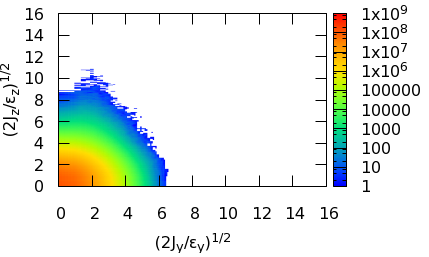 16
14
12
10
8
6
4
2
0
(2J_z/ε_z)^1/2
0 2 4 6 8 10 12 14 16
(2J_y/ε_y)^1/2
1x10^9
1x10^8
1x10^7
1x10^6
100000
10000
1000
100
10
1